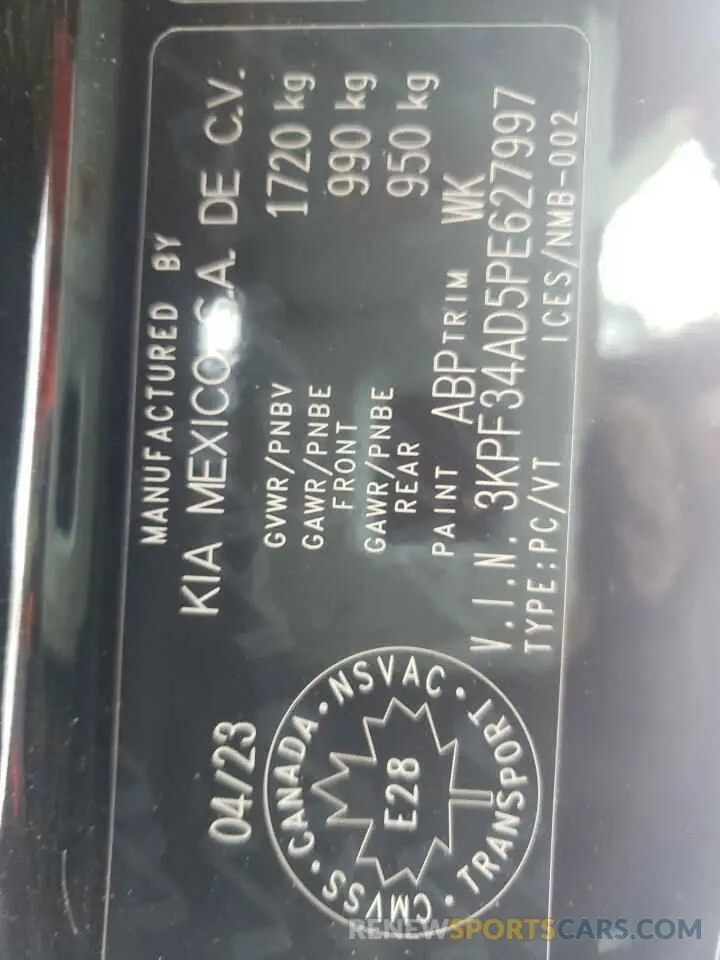 MANUFACTURED BY
04/23 KIA MEXICO S.A. DE C.V.
GVWR/PNBV 1720 kg
GAWR/PNBE FRONT 990 kg
GAWR/PNBE REAR 950 kg
PAINT ABP TRIM WK
V.I.N. 3KPF34AD5PE627997
TYPE:PC/VT ICES/NMB-002
CMVSS • CANADA • NSVAC • TRANSPORT •
E28
RENEWSPORTSCARS.COM